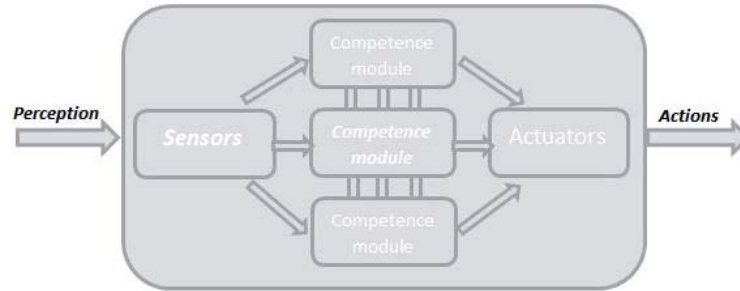 Competence
module
Perception
Sensors
Competence
module
Actuators
Actions
Competence
module